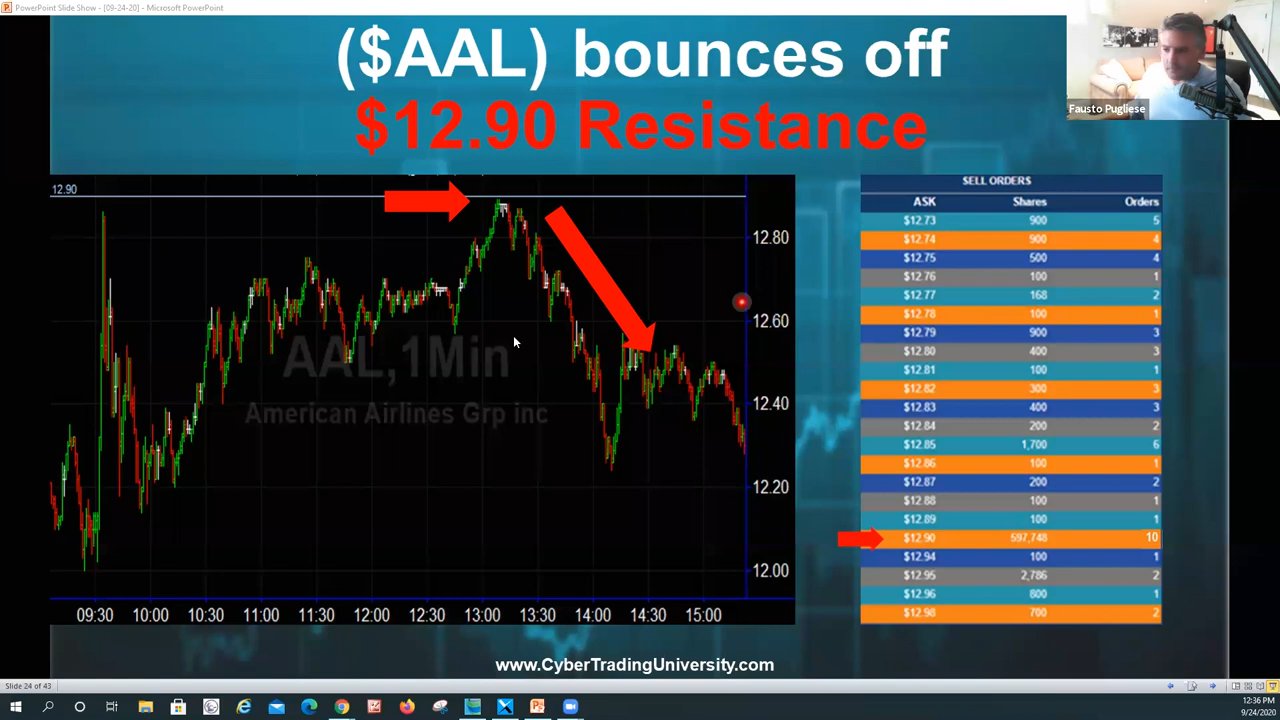 PowerPoint Slide Show - [09-24-20] - Microsoft PowerPoint
($AAL) bounces off
$12.90 Resistance
Fausto Pugliese
12.90
12.80
12.60
12.40
12.20
12.00
AAL,1Min
American Airlines Grp inc
09:30 10:00 10:30 11:00 11:30 12:00 12:30 13:00 13:30 14:00 14:30 15:00
SELL ORDERS
ASK Shares Orders
$12.73 900 5
$12.74 900 4
$12.75 500 4
$12.76 100 1
$12.77 168 2
$12.78 100 1
$12.79 900 3
$12.80 400 3
$12.81 100 1
$12.82 300 3
$12.83 400 3
$12.84 200 2
$12.85 1,700 6
$12.86 100 1
$12.87 200 2
$12.88 100 1
$12.89 100 1
$12.90 597,748 10
$12.94 100 1
$12.95 2,786 2
$12.96 800 1
$12.98 700 2
www.CyberTradingUniversity.com
Slide 24 of 43
12:36 PM
9/24/2020